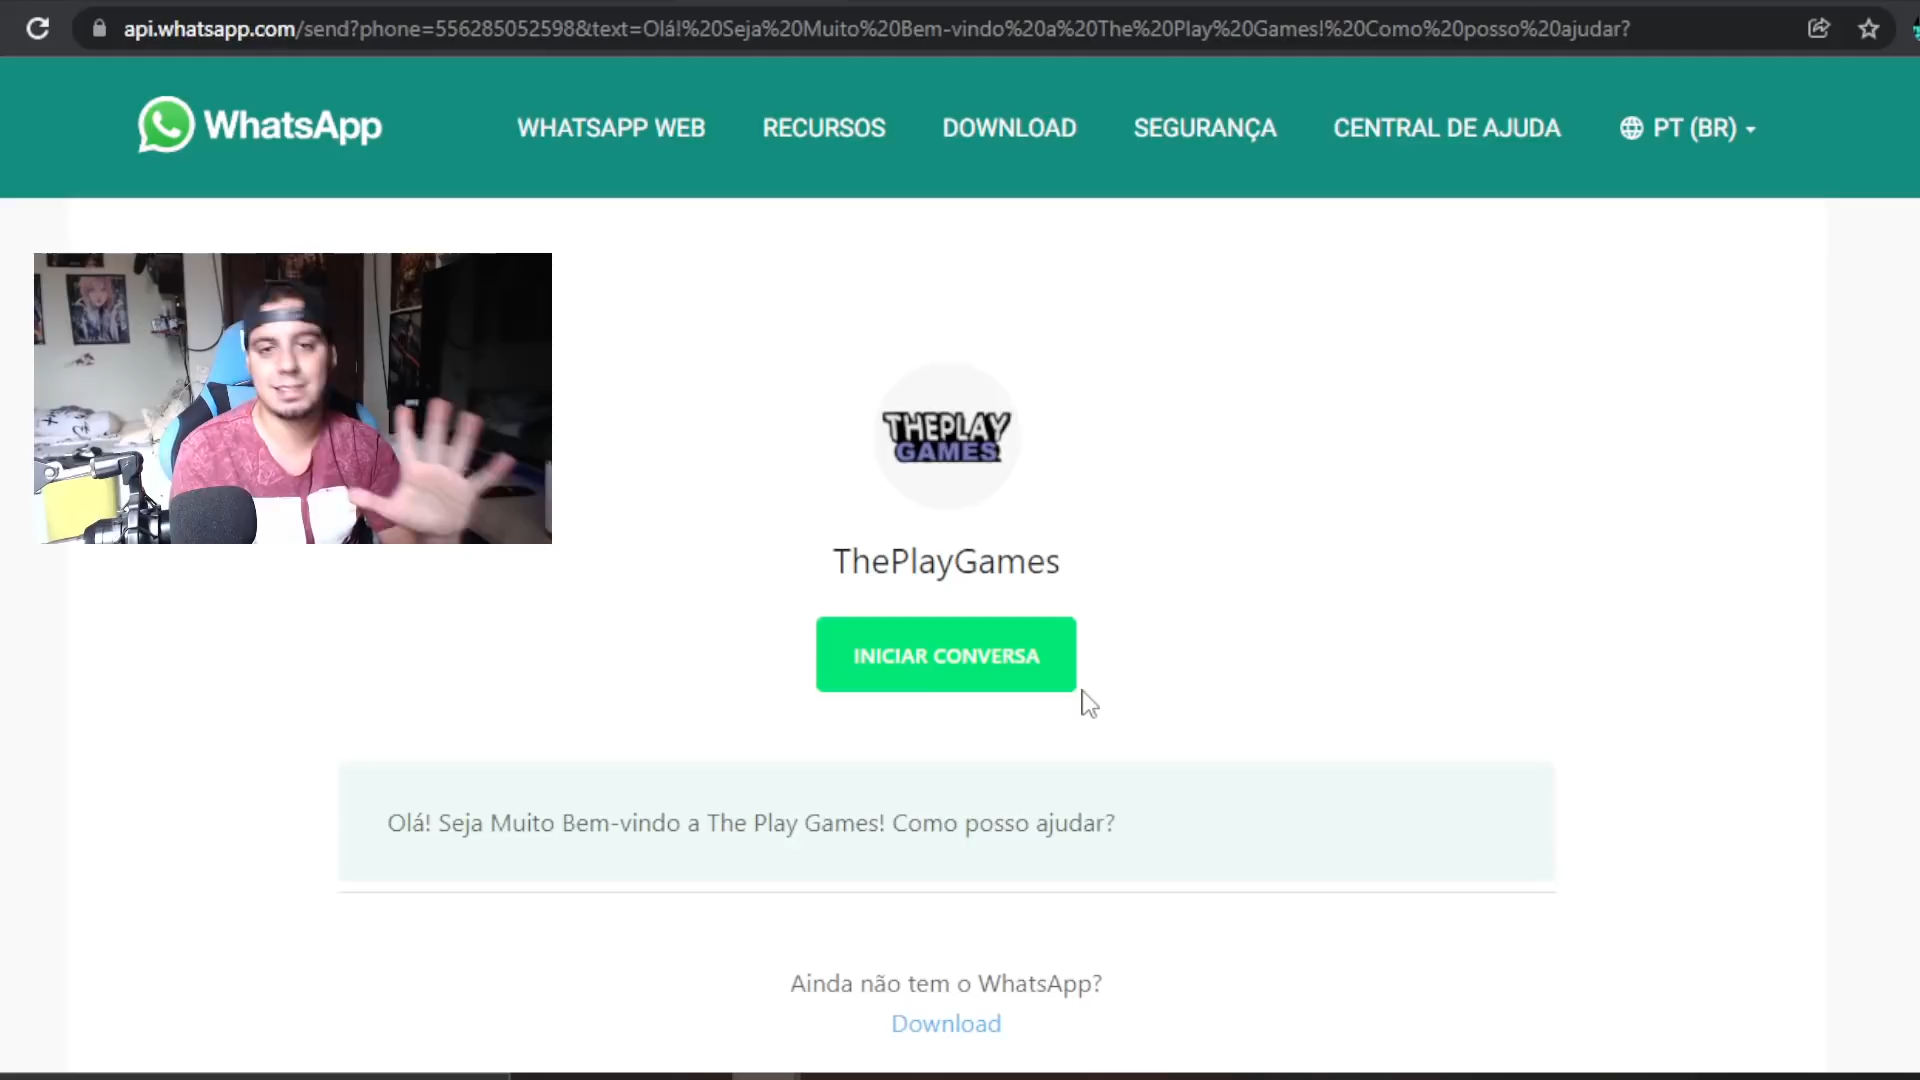 api.whatsapp.com/send?phone=556285052598&text=Olá!%20Seja%20Muito%20Bem-vindo%20a%20The%20Play%20Games!%20Como%20posso%20ajudar?
WhatsApp
WHATSAPP WEB
RECURSOS
DOWNLOAD
SEGURANÇA
CENTRAL DE AJUDA
PT (BR)
THEPLAY
GAMES
ThePlayGames
INICIAR CONVERSA
Olá! Seja Muito Bem-vindo a The Play Games! Como posso ajudar?
Ainda não tem o WhatsApp?
Download